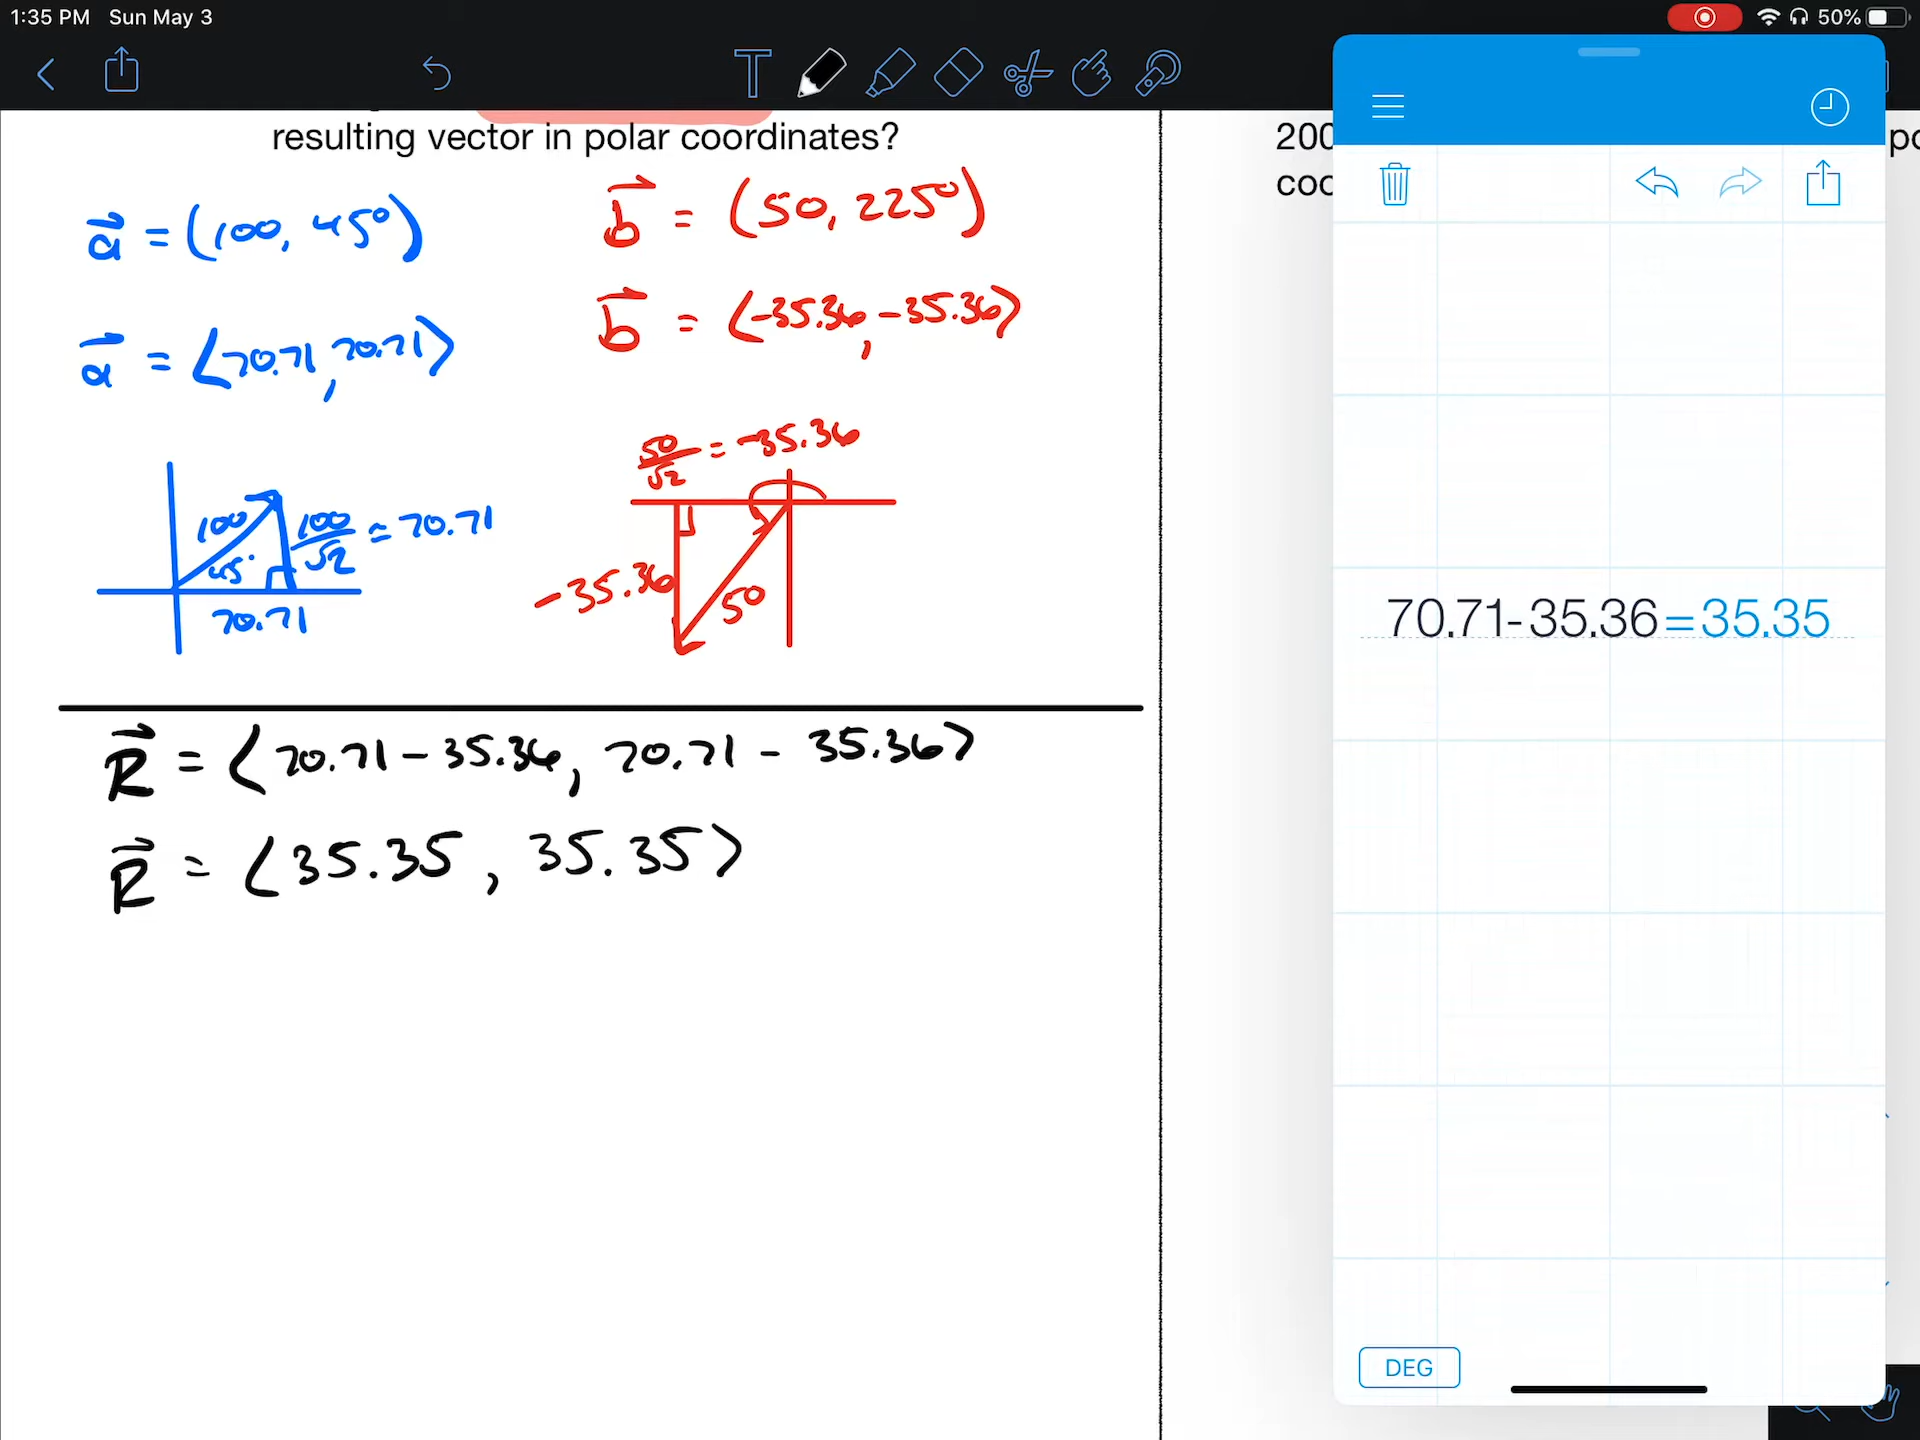 1:35 PM Sun May 3
50%
T
resulting vector in polar coordinates?
a = (100, 45°)
a = ⟨70.71, 70.71⟩
100
45°
100/√2 = 70.71
70.71
b = (50, 225°)
b = ⟨-35.36, -35.36⟩
50/√2 = -35.36
-35.36
50
R = ⟨70.71 - 35.36, 70.71 - 35.36⟩
R = ⟨35.35, 35.35⟩
200
70.71-35.36=35.35
DEG